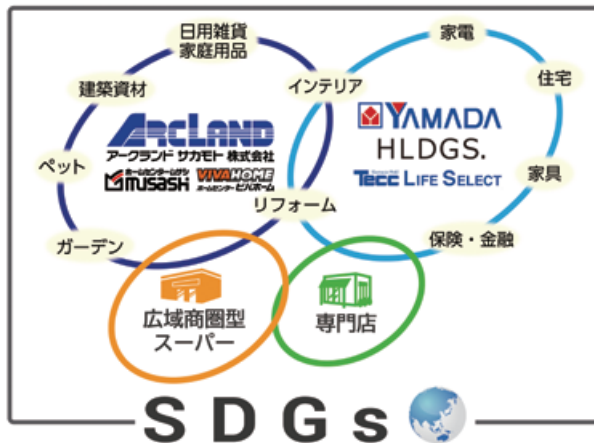 日用雑貨
家庭用品
家電
建築資材
インテリア
住宅
ARCLAND
アークランド サカモト 株式会社
ホームセンタームサシ
MUSASHI
VIVAHOME
ホームセンター ビバホーム
YAMADA
HLDGS.
Tecc LIFE SELECT
ペット
家具
リフォーム
ガーデン
保険・金融
広域商圏型
スーパー
専門店
SDGs